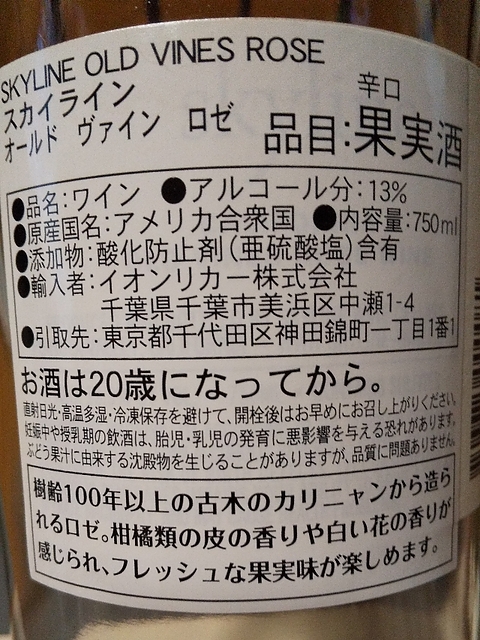 SKYLINE OLD VINES ROSE
スカイライン
オールド ヴァイン ロゼ
辛口
品目:果実酒
●品名:ワイン ●アルコール分:13%
●原産国名:アメリカ合衆国 ●内容量:750ml
●添加物:酸化防止剤(亜硫酸塩)含有
●輸入者:イオンリカー株式会社
千葉県千葉市美浜区中瀬1-4
●引取先:東京都千代田区神田錦町一丁目1番1
お酒は20歳になってから。
直射日光・高温多湿・冷凍保存を避けて、開栓後はお早めにお召し上がりください。
妊娠中や授乳期の飲酒は、胎児・乳児の発育に悪影響を与える恐れがあります。
ぶどう果汁に由来する沈殿物を生じることがありますが、品質に問題ありません。
樹齢100年以上の古木のカリニャンから造ら
れるロゼ。柑橘類の皮の香りや白い花の香りが
感じられ、フレッシュな果実味が楽しめます。